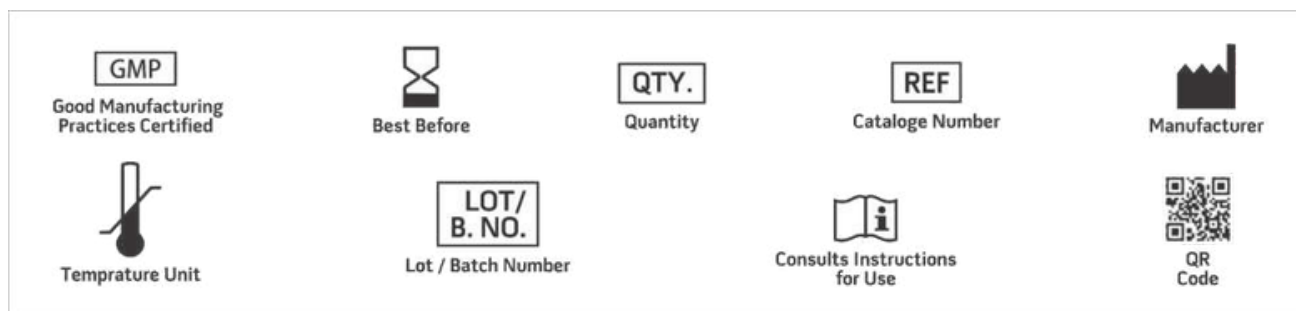 GMP
Good Manufacturing
Practices Certified
Best Before
QTY.
Quantity
REF
Cataloge Number
Manufacturer
Temprature Unit
LOT/
B. NO.
Lot / Batch Number
i
Consults Instructions
for Use
QR
Code